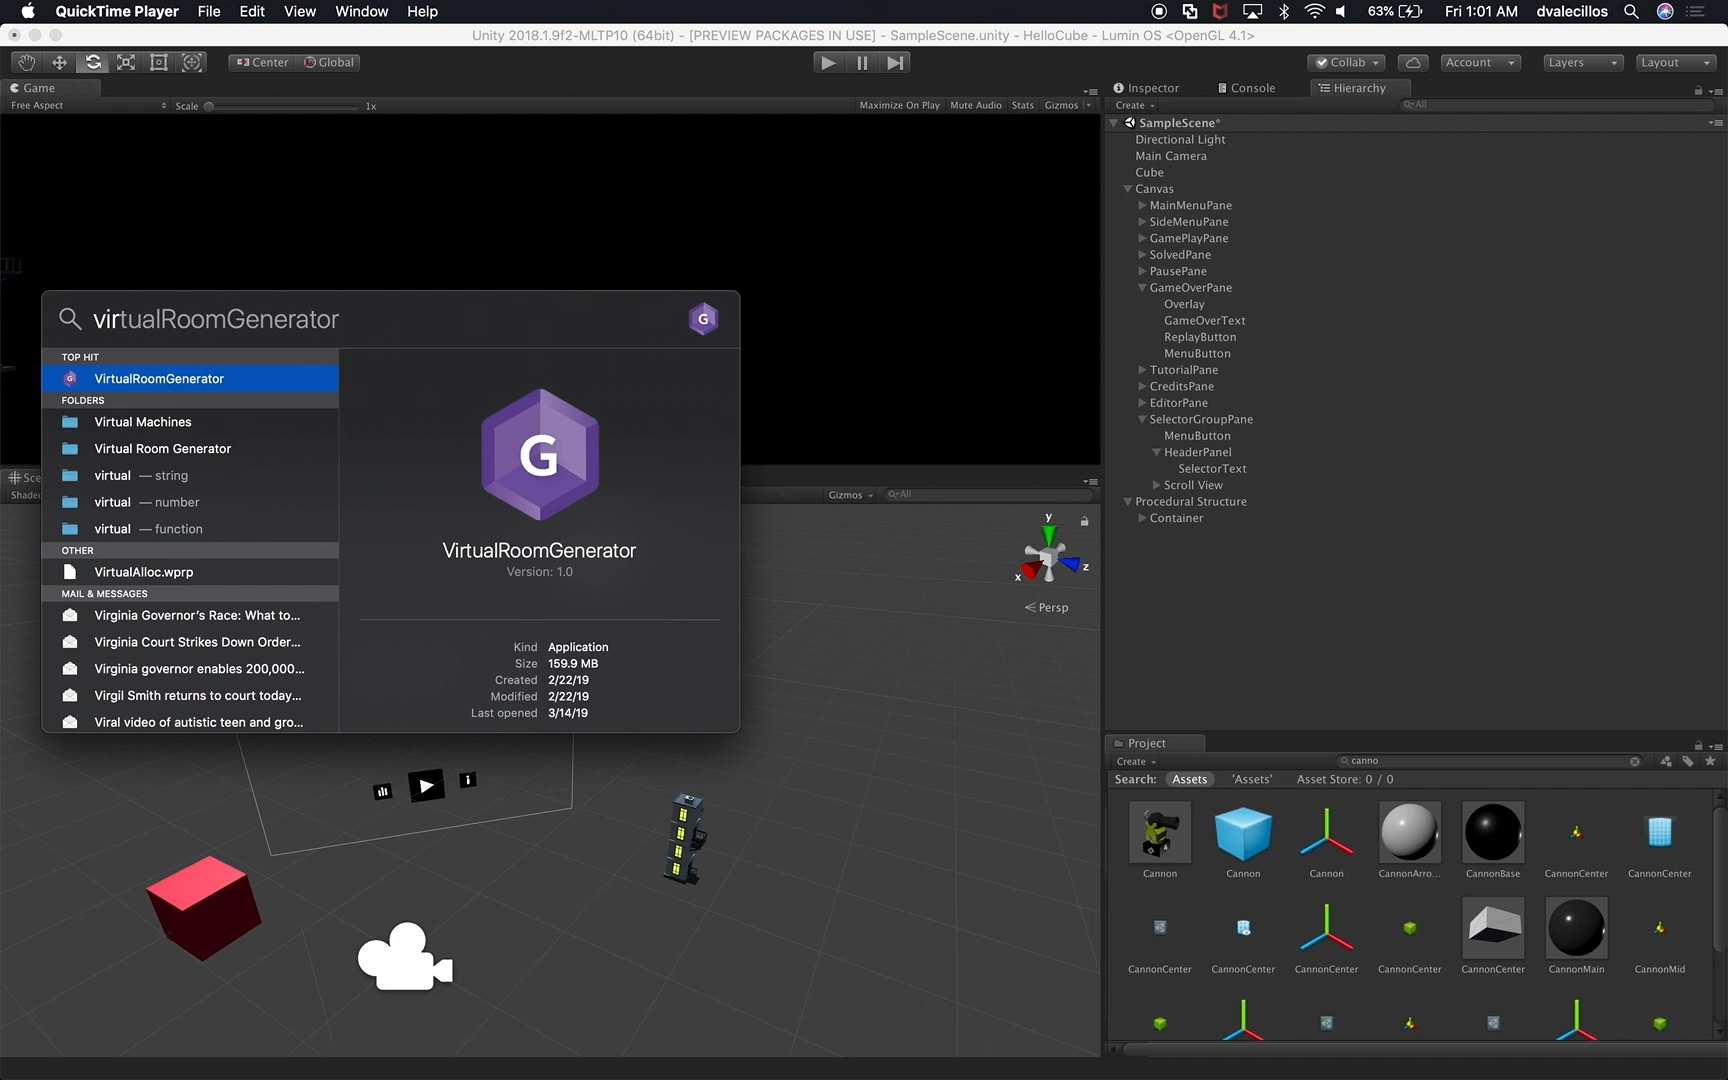 QuickTime Player File Edit View Window Help 63% Fri 1:01 AM dvalecillos
Unity 2018.1.9f2-MLTP10 (64bit) - [PREVIEW PACKAGES IN USE] - SampleScene.unity - HelloCube - Lumin OS <OpenGL 4.1>
Center Global Collab Account Layers Layout
Game Inspector Console Hierarchy
Free Aspect Scale 1x Maximize On Play Mute Audio Stats Gizmos Create All
SampleScene*
Directional Light
Main Camera
Cube
Canvas
MainMenuPane
SideMenuPane
GamePlayPane
SolvedPane
PausePane
GameOverPane
Overlay
GameOverText
ReplayButton
MenuButton
TutorialPane
CreditsPane
EditorPane
SelectorGroupPane
MenuButton
HeaderPanel
SelectorText
Scroll View
Procedural Structure
Container
virtualRoomGenerator G
TOP HIT
G VirtualRoomGenerator
FOLDERS
Virtual Machines
Virtual Room Generator
virtual — string
virtual — number
virtual — function
OTHER
VirtualAlloc.wprp
MAIL & MESSAGES
Virginia Governor's Race: What to...
Virginia Court Strikes Down Order...
Virginia governor enables 200,000...
Virgil Smith returns to court today...
Viral video of autistic teen and gro...
G
VirtualRoomGenerator
Version: 1.0
Kind Application
Size 159.9 MB
Created 2/22/19
Modified 2/22/19
Last opened 3/14/19
Sce
Shaded
Gizmos All
y
x
z
Persp
i
Project
Create canno
Search: Assets 'Assets' Asset Store: 0 / 0
Cannon Cannon Cannon CannonArro... CannonBase CannonCenter CannonCenter
CannonCenter CannonCenter CannonCenter CannonCenter CannonCenter CannonMain CannonMid